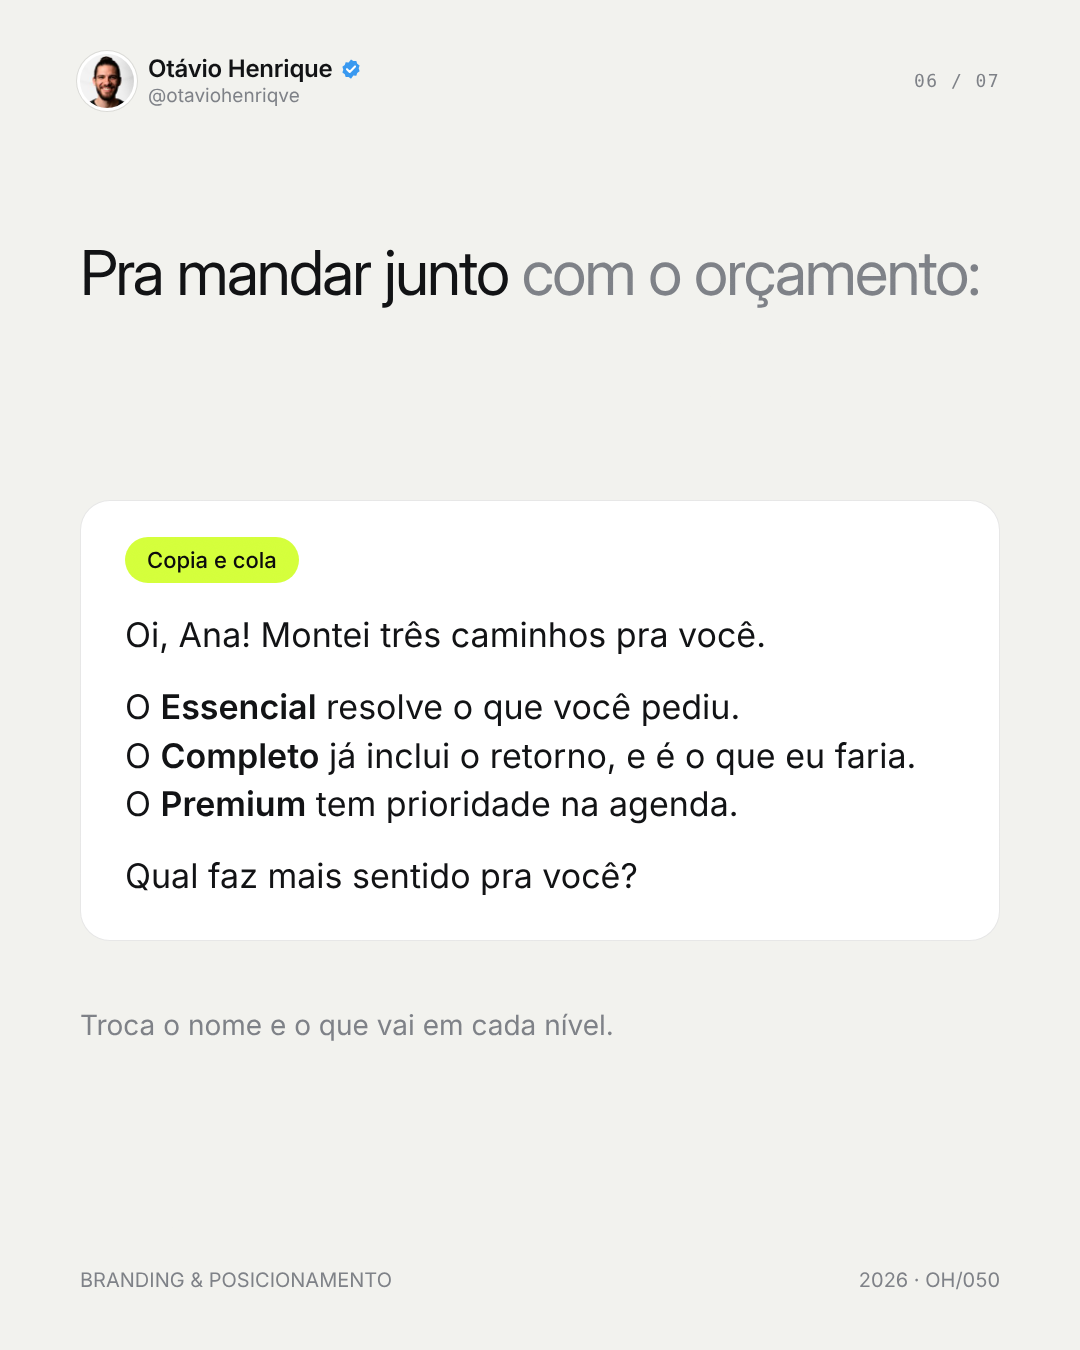 Otávio Henrique
@otaviohenriqve
06 / 07
Pra mandar junto com o orçamento:
Copia e cola
Oi, Ana! Montei três caminhos pra você.
O Essencial resolve o que você pediu.
O Completo já inclui o retorno, e é o que eu faria.
O Premium tem prioridade na agenda.
Qual faz mais sentido pra você?
Troca o nome e o que vai em cada nível.
BRANDING & POSICIONAMENTO
2026 · OH/050